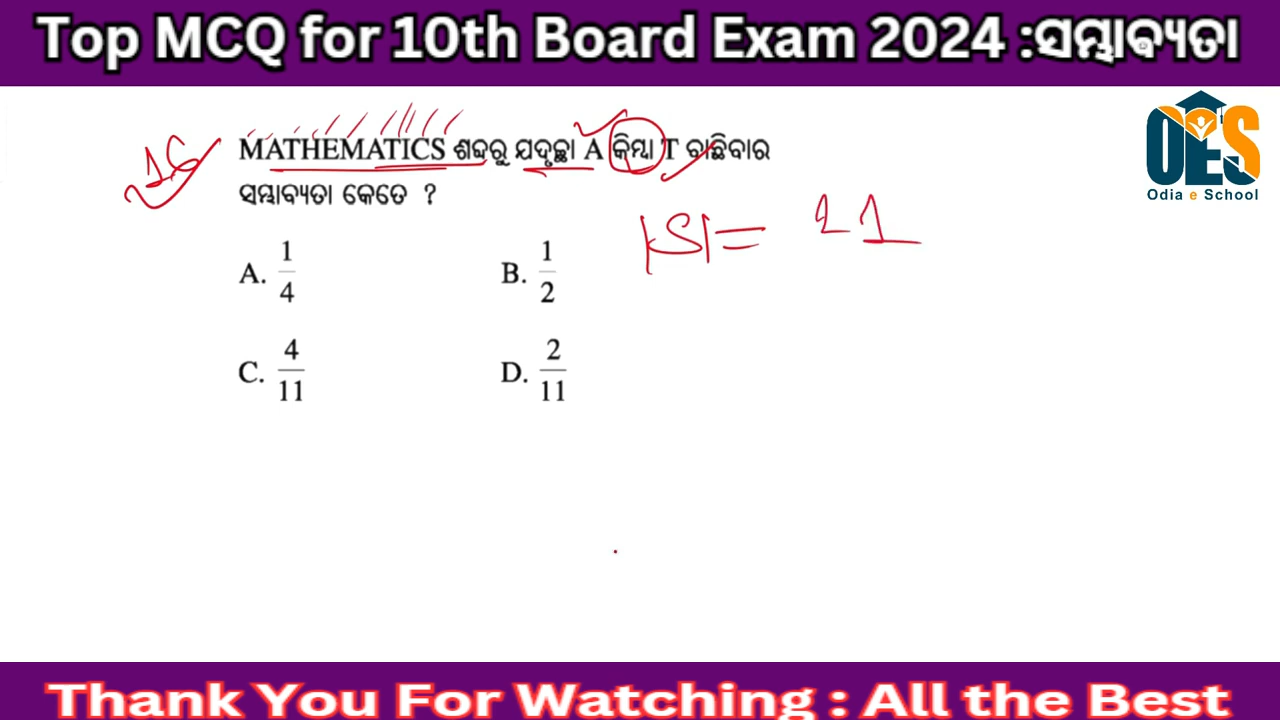 Top MCQ for 10th Board Exam 2024 :ସମ୍ଭାବ୍ୟତା
OES
Odia e School
16
MATHEMATICS ଶବ୍ଦରୁ ଯଦୃଚ୍ଛା A କିମ୍ବା T ବାଛିବାର
ସମ୍ଭାବ୍ୟତା କେତେ ?
|S| = 11
A. 1/4 B. 1/2
C. 4/11 D. 2/11
Thank You For Watching : All the Best